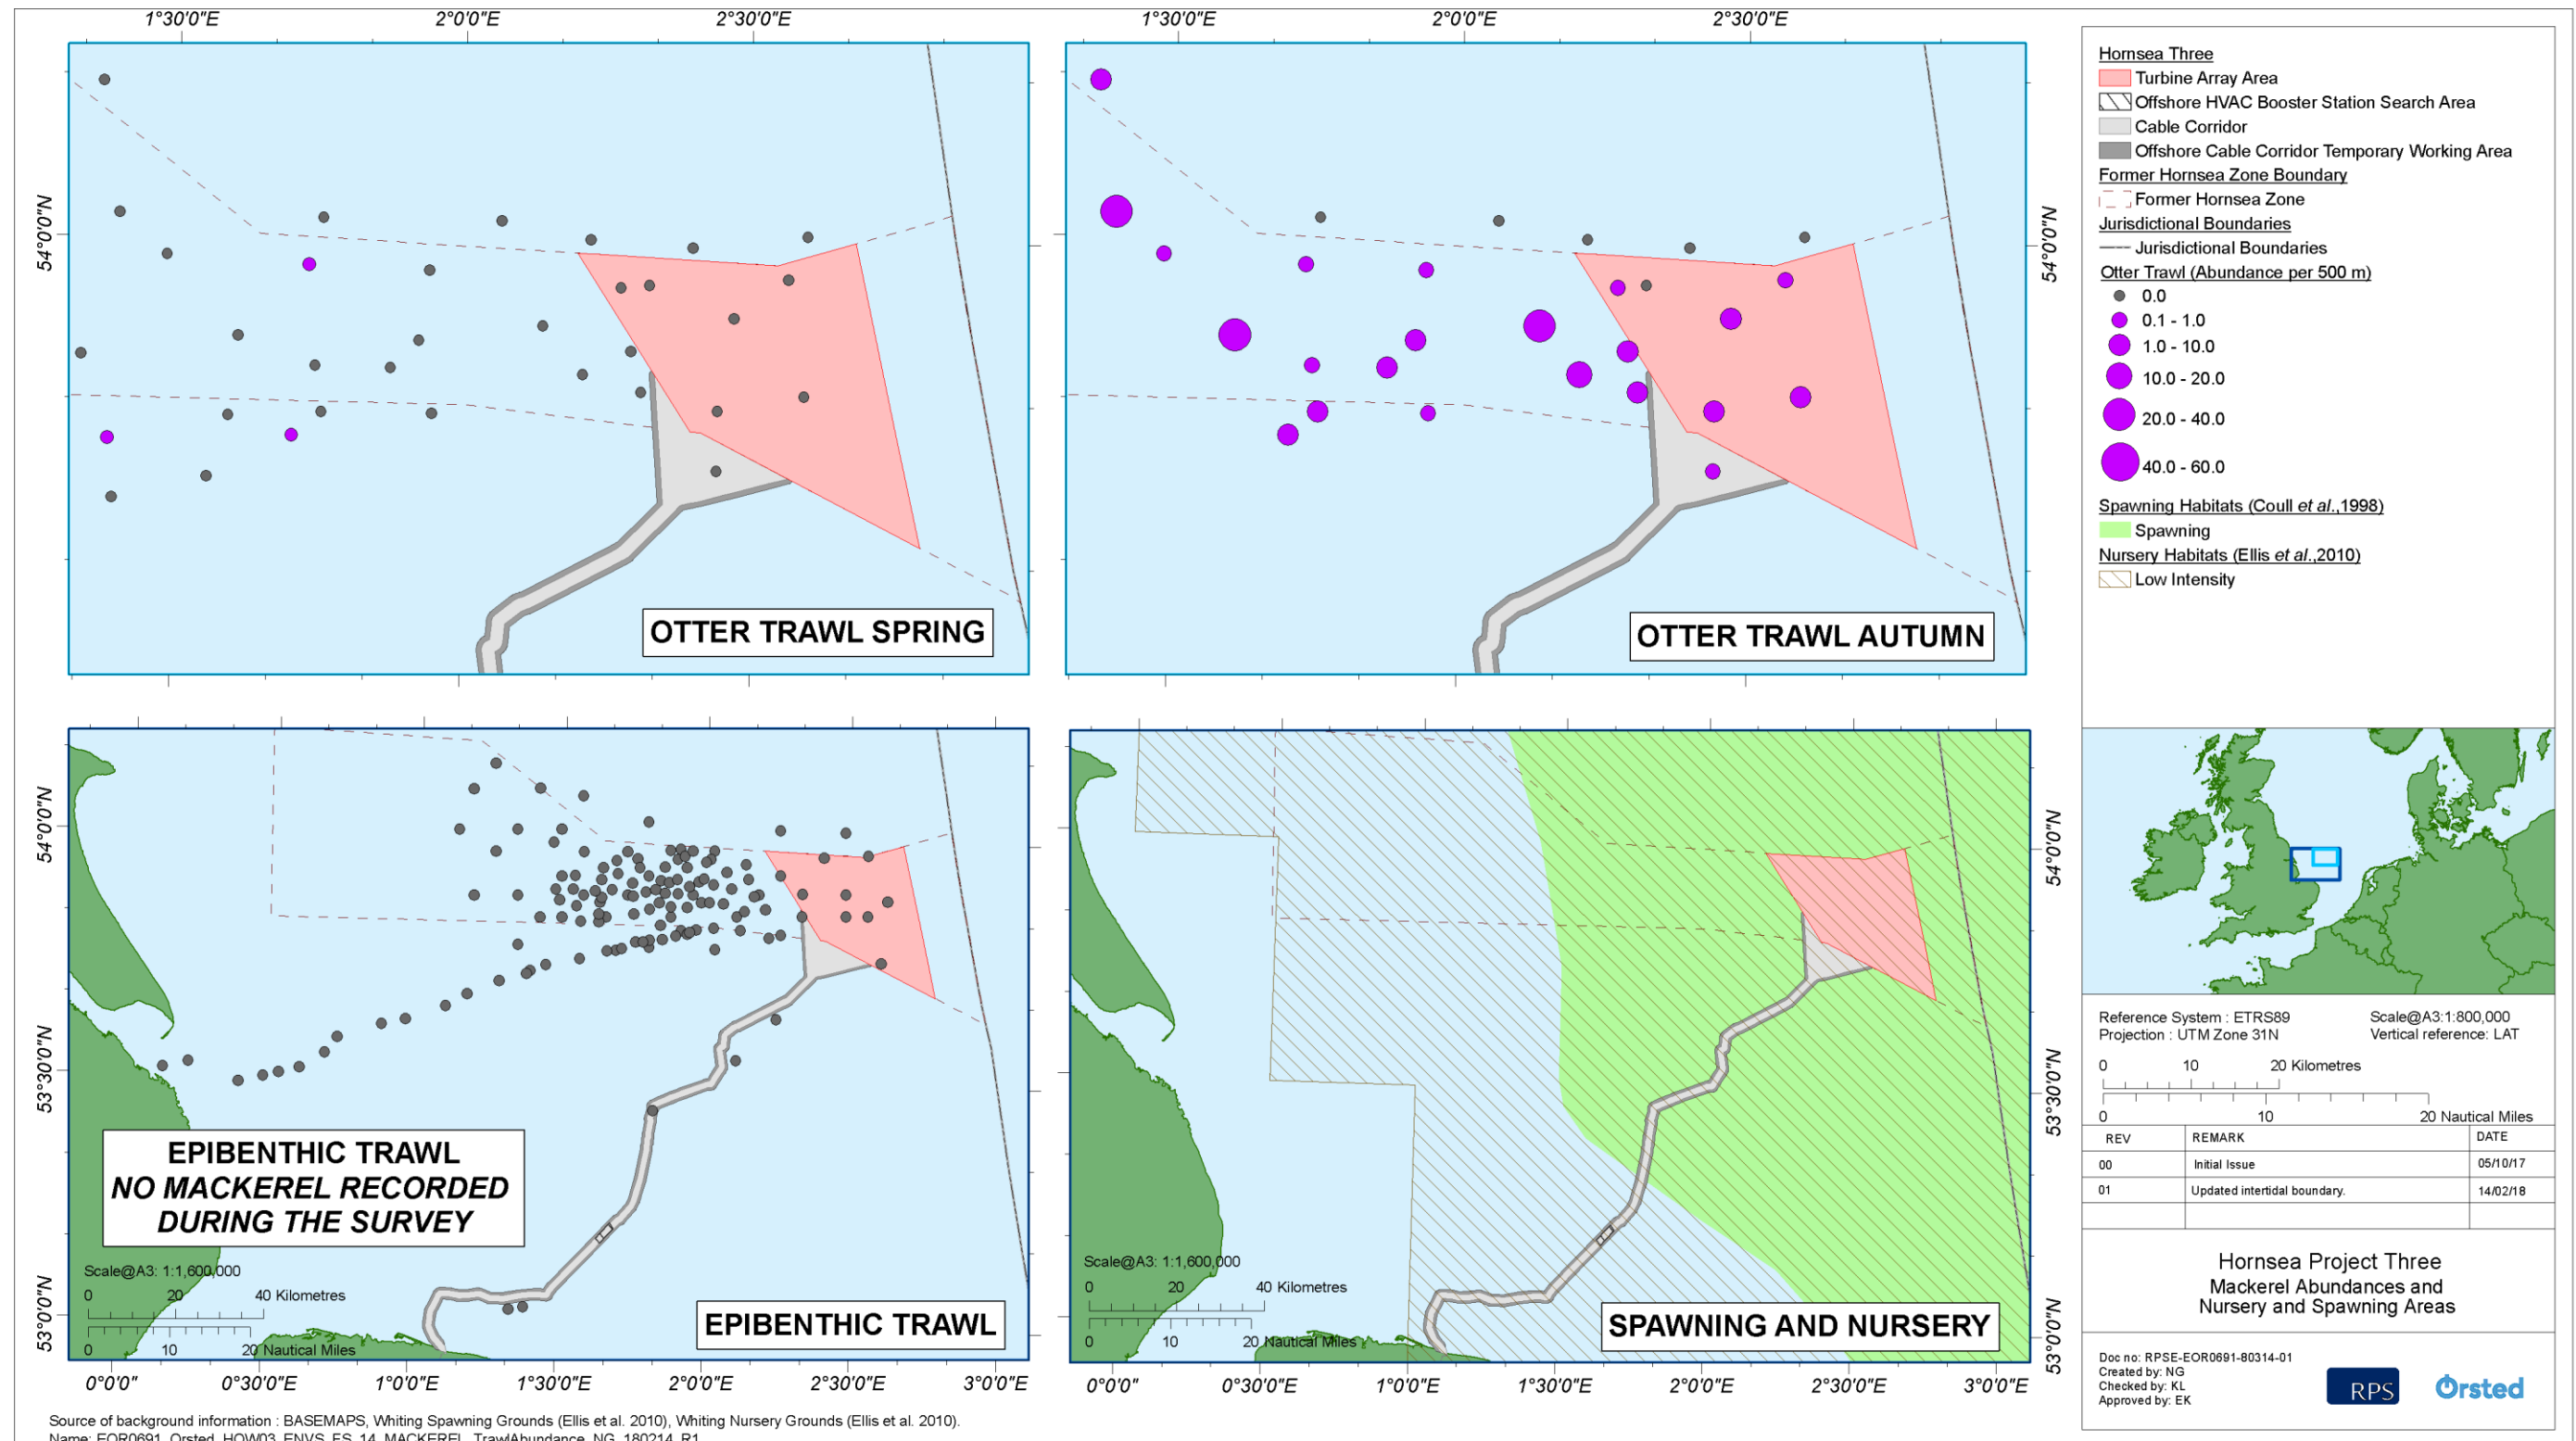 1°30'0"E 2°0'0"E 2°30'0"E
1°30'0"E 2°0'0"E 2°30'0"E
54°0'0"N
OTTER TRAWL SPRING
54°0'0"N
OTTER TRAWL AUTUMN
54°0'0"N
53°30'0"N
53°0'0"N
EPIBENTHIC TRAWL
NO MACKEREL RECORDED
DURING THE SURVEY
Scale@A3: 1:1,600,000
0 20 40 Kilometres
0 10 20 Nautical Miles
EPIBENTHIC TRAWL
0°0'0" 0°30'0"E 1°0'0"E 1°30'0"E 2°0'0"E 2°30'0"E 3°0'0"E
Scale@A3: 1:1,600,000
0 20 40 Kilometres
0 10 20 Nautical Miles
SPAWNING AND NURSERY
54°0'0"N
53°30'0"N
53°0'0"N
0°0'0" 0°30'0"E 1°0'0"E 1°30'0"E 2°0'0"E 2°30'0"E 3°0'0"E
Source of background information : BASEMAPS, Whiting Spawning Grounds (Ellis et al. 2010), Whiting Nursery Grounds (Ellis et al. 2010).
Name: EOR0691_Orsted_HOW03_ENVS_ES_14_MACKEREL_TrawlAbundance_NG_180214_R1
Hornsea Three
Turbine Array Area
Offshore HVAC Booster Station Search Area
Cable Corridor
Offshore Cable Corridor Temporary Working Area
Former Hornsea Zone Boundary
Former Hornsea Zone
Jurisdictional Boundaries
Jurisdictional Boundaries
Otter Trawl (Abundance per 500 m)
0.0
0.1 - 1.0
1.0 - 10.0
10.0 - 20.0
20.0 - 40.0
40.0 - 60.0
Spawning Habitats (Coull et al.,1998)
Spawning
Nursery Habitats (Ellis et al.,2010)
Low Intensity
Reference System : ETRS89 Scale@A3:1:800,000
Projection : UTM Zone 31N Vertical reference: LAT
0 10 20 Kilometres
0 10 20 Nautical Miles
REV REMARK DATE
00 Initial Issue 05/10/17
01 Updated intertidal boundary. 14/02/18
Hornsea Project Three
Mackerel Abundances and
Nursery and Spawning Areas
Doc no: RPSE-EOR0691-80314-01
Created by: NG
Checked by: KL
Approved by: EK
RPS
Ørsted